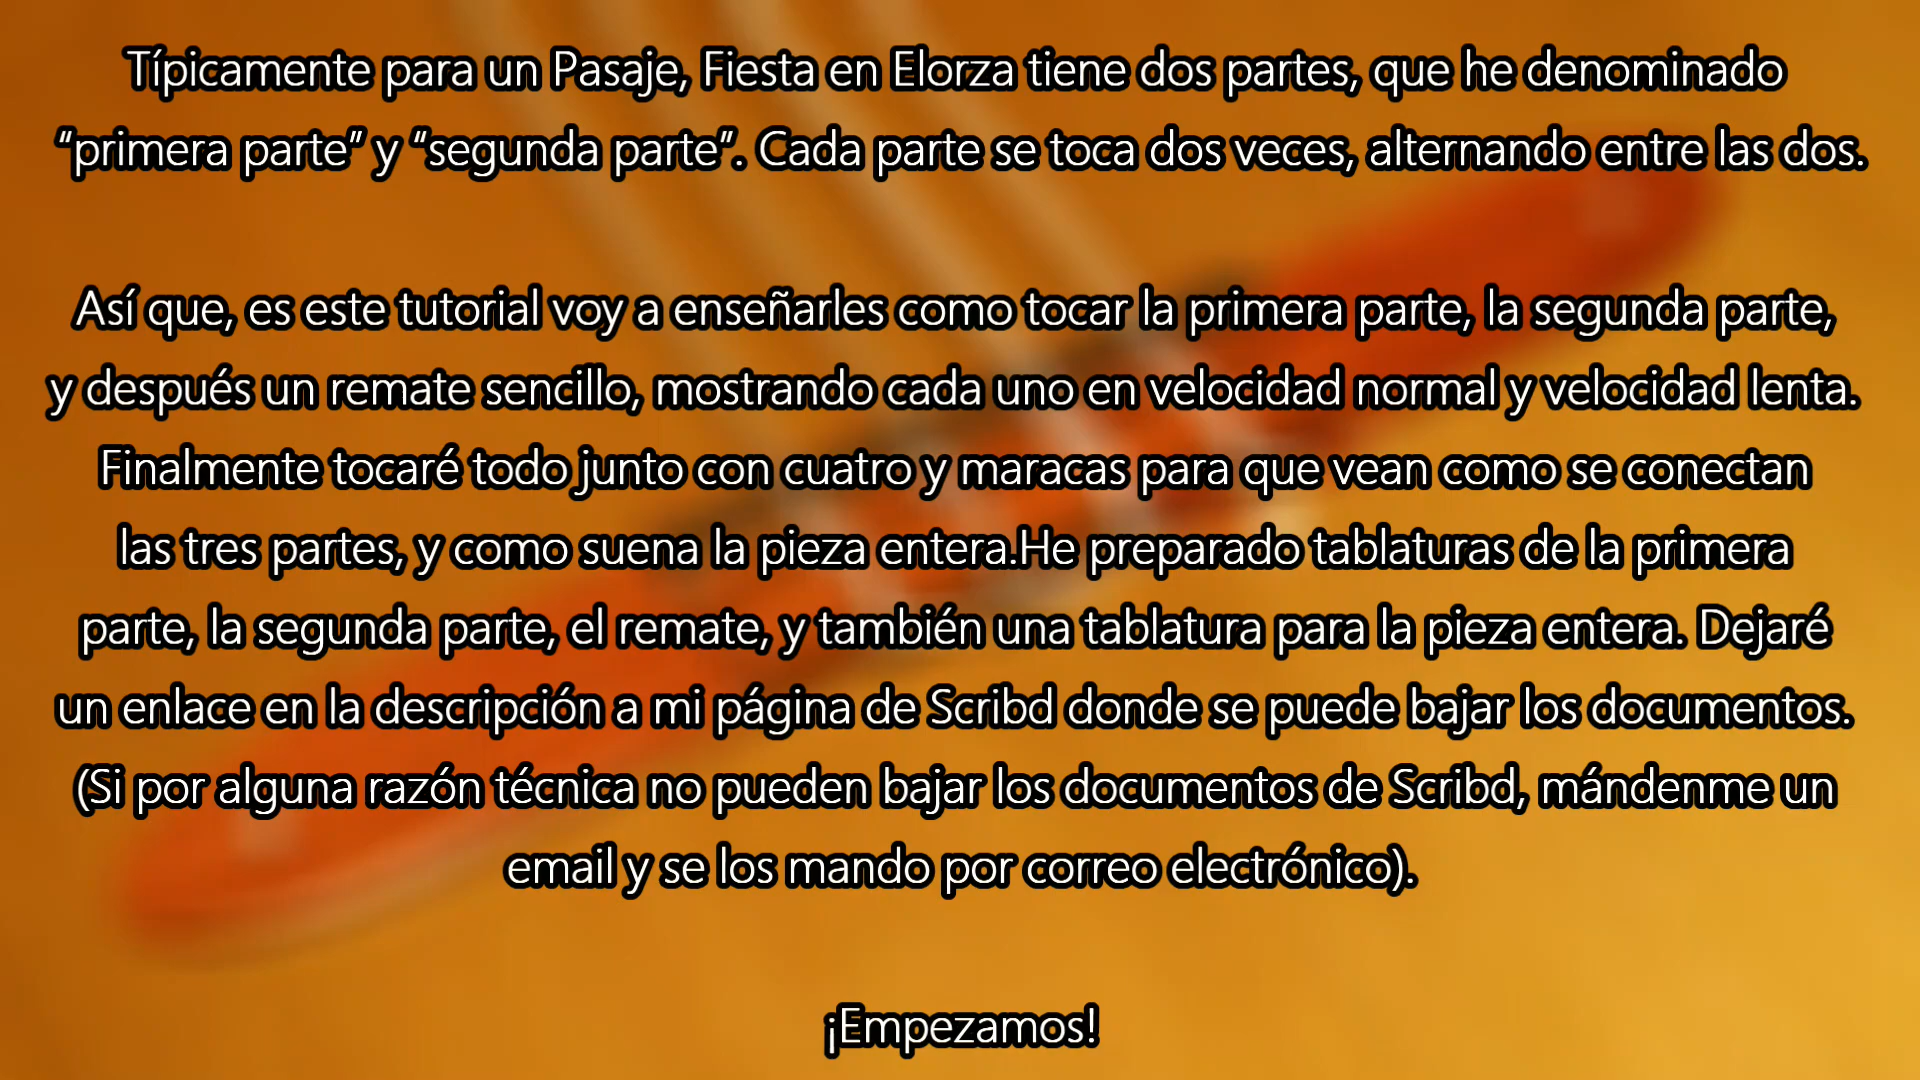 Típicamente para un Pasaje, Fiesta en Elorza tiene dos partes, que he denominado
“primera parte” y “segunda parte”. Cada parte se toca dos veces, alternando entre las dos.
Así que, es este tutorial voy a enseñarles como tocar la primera parte, la segunda parte,
y después un remate sencillo, mostrando cada uno en velocidad normal y velocidad lenta.
Finalmente tocaré todo junto con cuatro y maracas para que vean como se conectan
las tres partes, y como suena la pieza entera.He preparado tablaturas de la primera
parte, la segunda parte, el remate, y también una tablatura para la pieza entera. Dejaré
un enlace en la descripción a mi página de Scribd donde se puede bajar los documentos.
(Si por alguna razón técnica no pueden bajar los documentos de Scribd, mándenme un
email y se los mando por correo electrónico).
¡Empezamos!